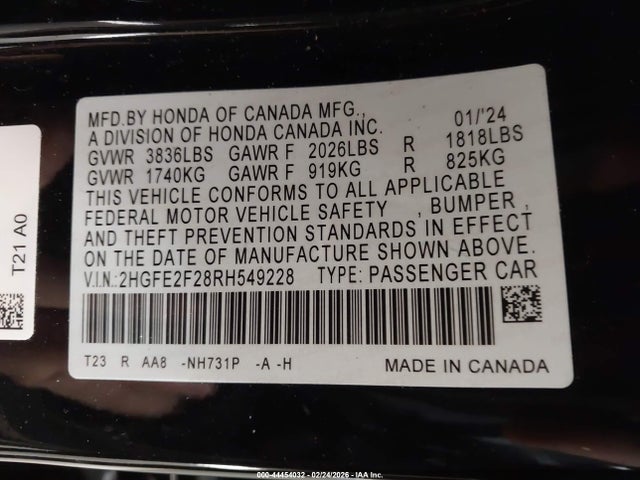 MFD.BY HONDA OF CANADA MFG., 01/'24
A DIVISION OF HONDA CANADA INC.
GVWR 3836LBS GAWR F 2026LBS R 1818LBS
GVWR 1740KG GAWR F 919KG R 825KG
THIS VEHICLE CONFORMS TO ALL APPLICABLE
FEDERAL MOTOR VEHICLE SAFETY , BUMPER ,
AND THEFT PREVENTION STANDARDS IN EFFECT
ON THE DATE OF MANUFACTURE SHOWN ABOVE.
V.I.N.:2HGFE2F28RH549228 TYPE: PASSENGER CAR
T23 R AA8 -NH731P -A -H MADE IN CANADA
T21 A0
000-44454032 - 02/24/2026 - IAA Inc.